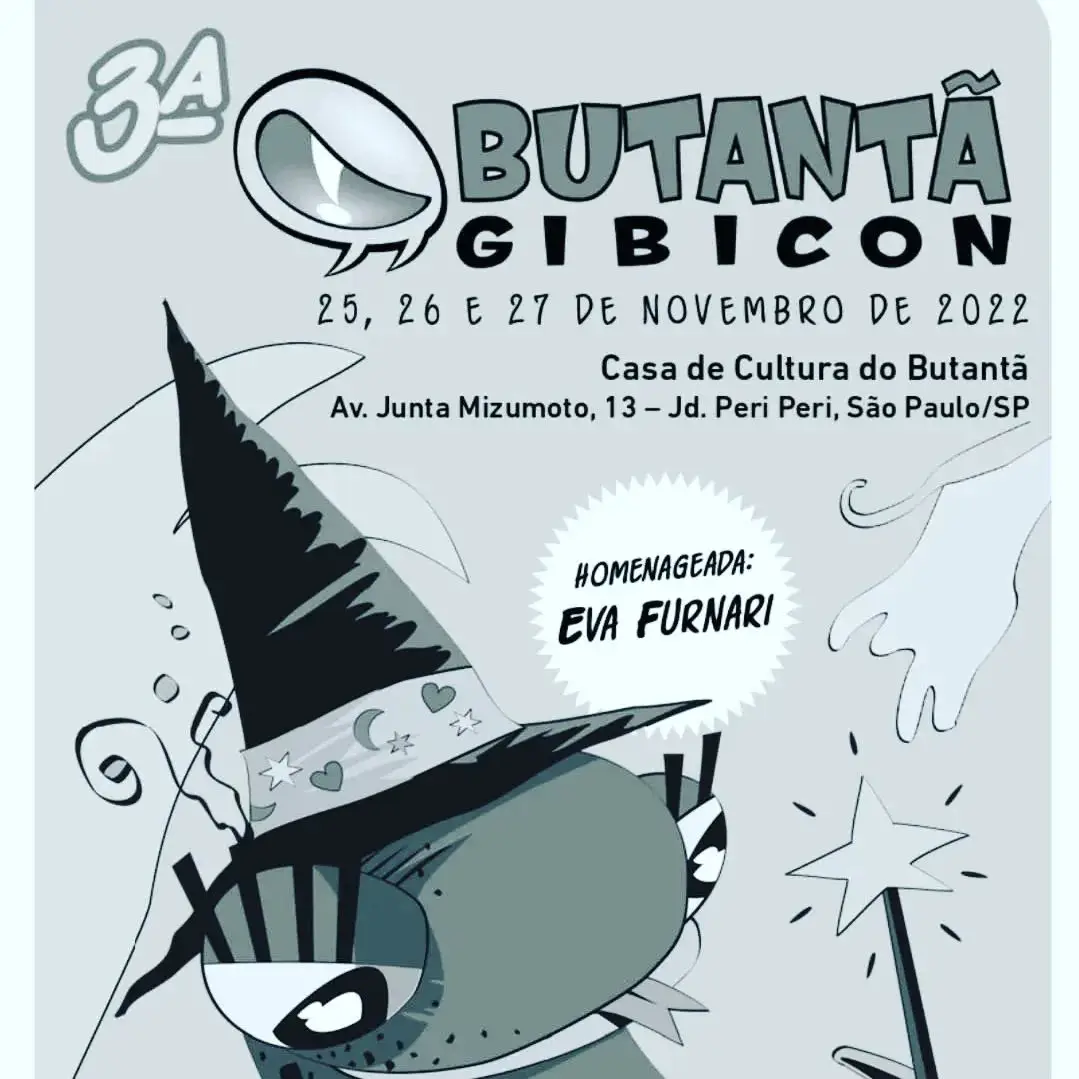 3A
BUTANTÃ
GIBICON
25, 26 E 27 DE NOVEMBRO DE 2022
Casa de Cultura do Butantã
Av. Junta Mizumoto, 13 – Jd. Peri Peri, São Paulo/SP
HOMENAGEADA:
EVA FURNARI